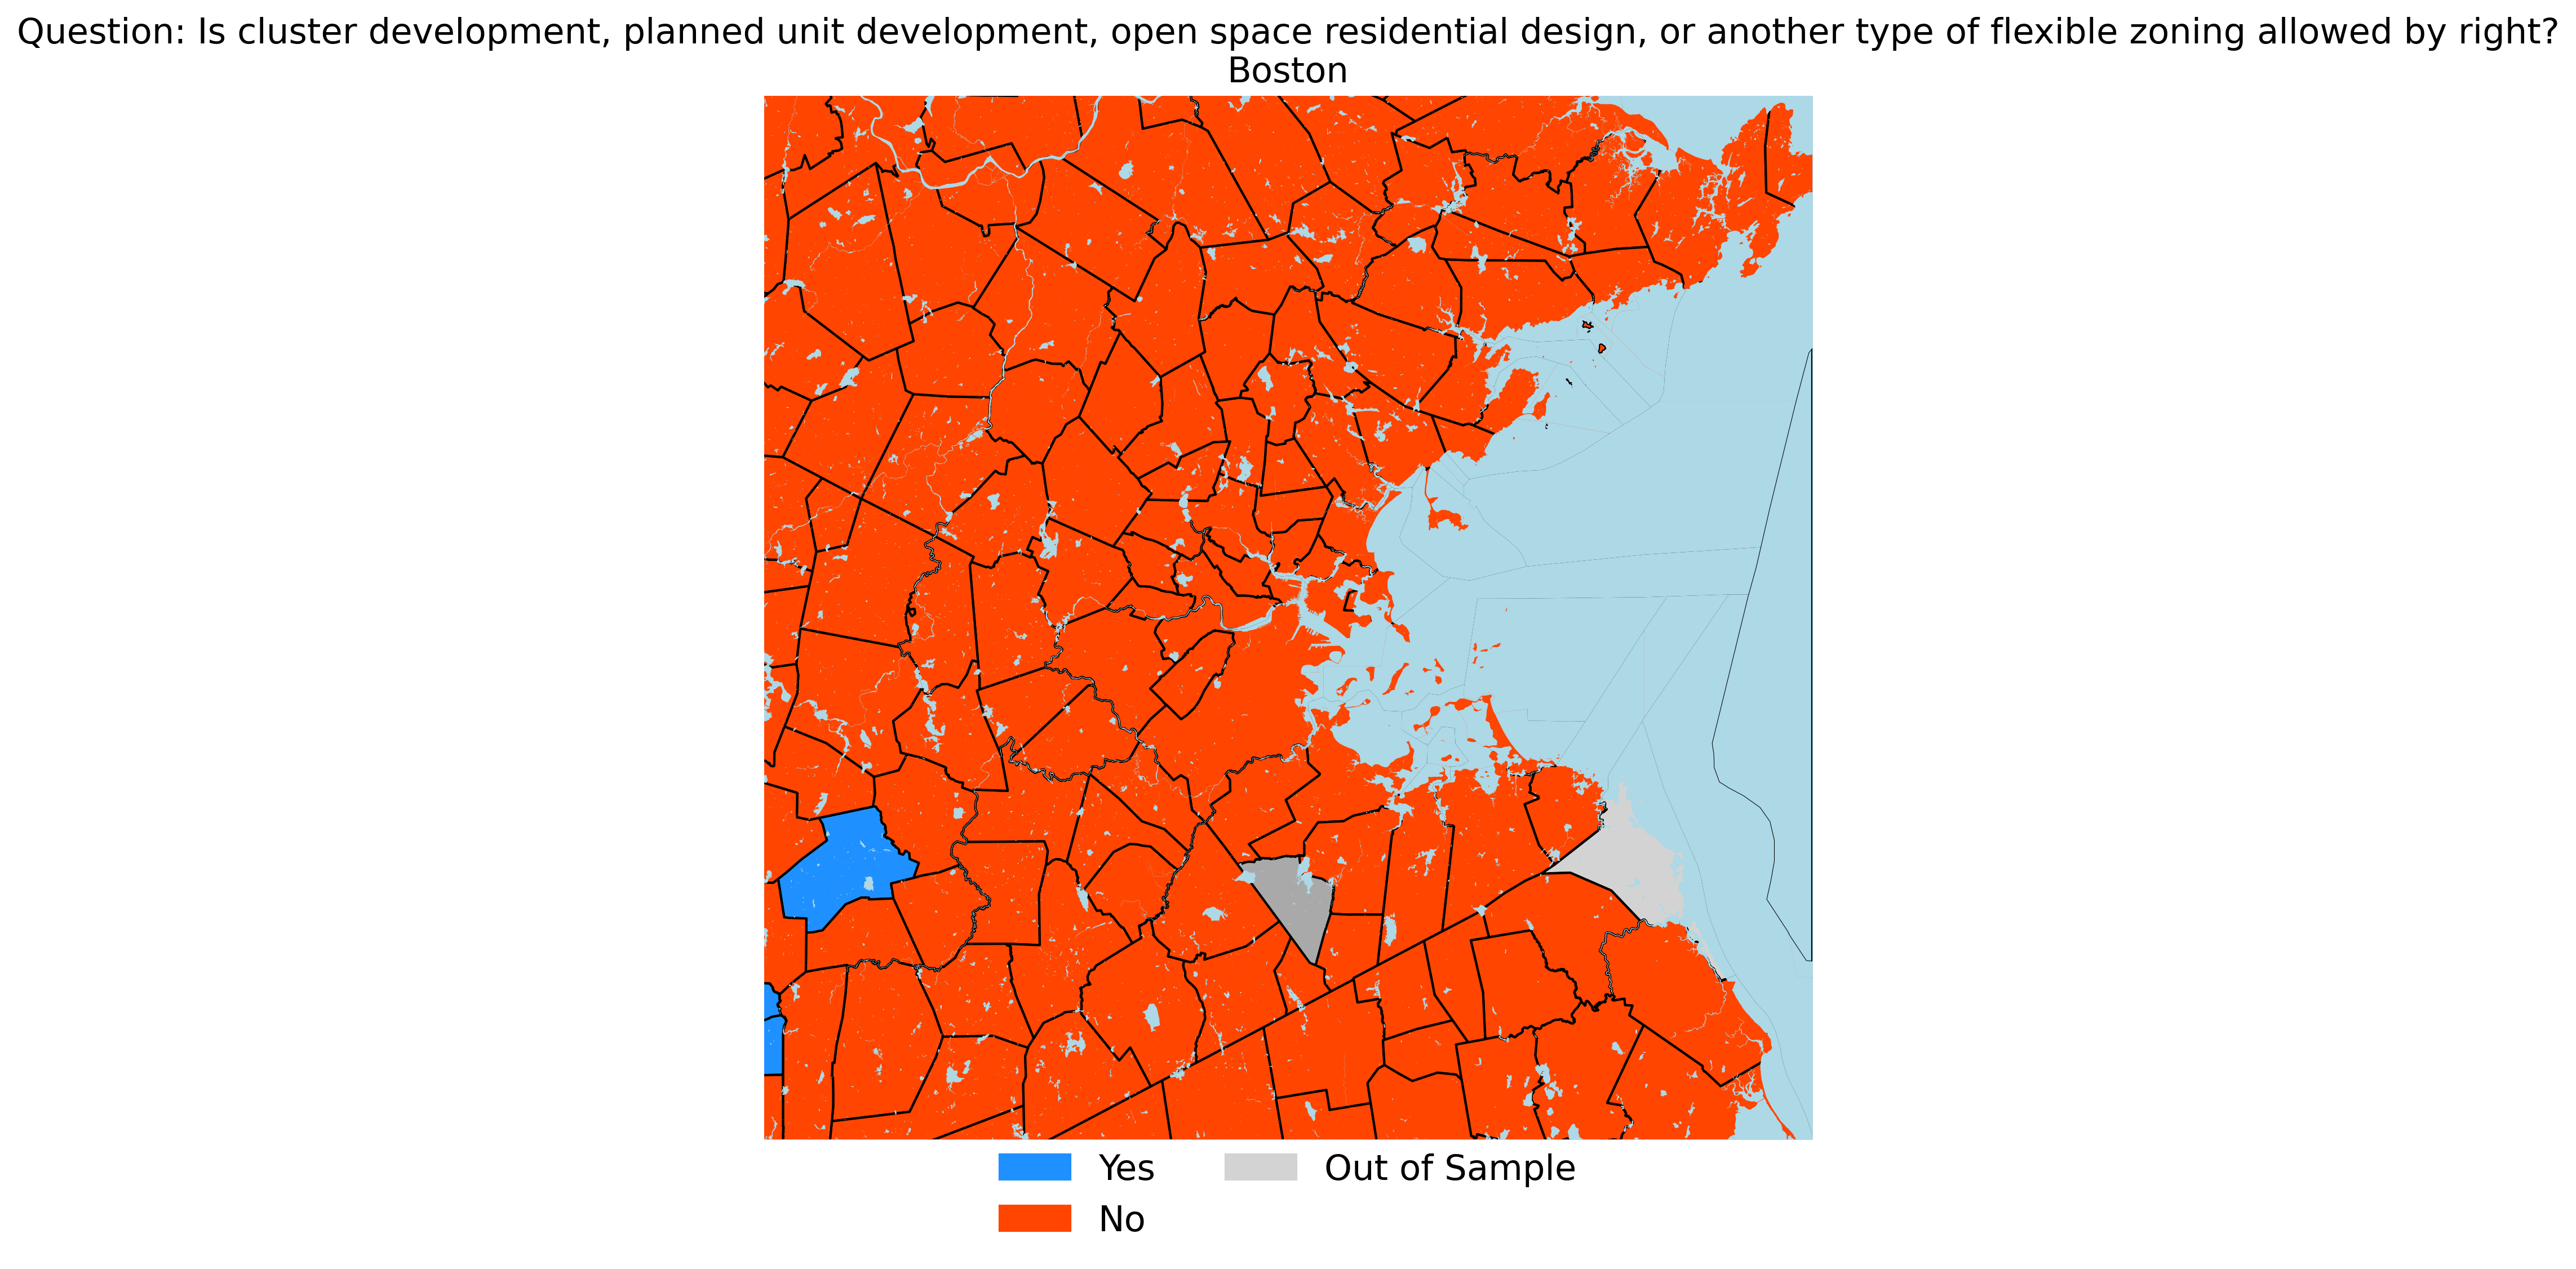 Question: Is cluster development, planned unit development, open space residential design, or another type of flexible zoning allowed by right?
Boston
Yes
Out of Sample
No